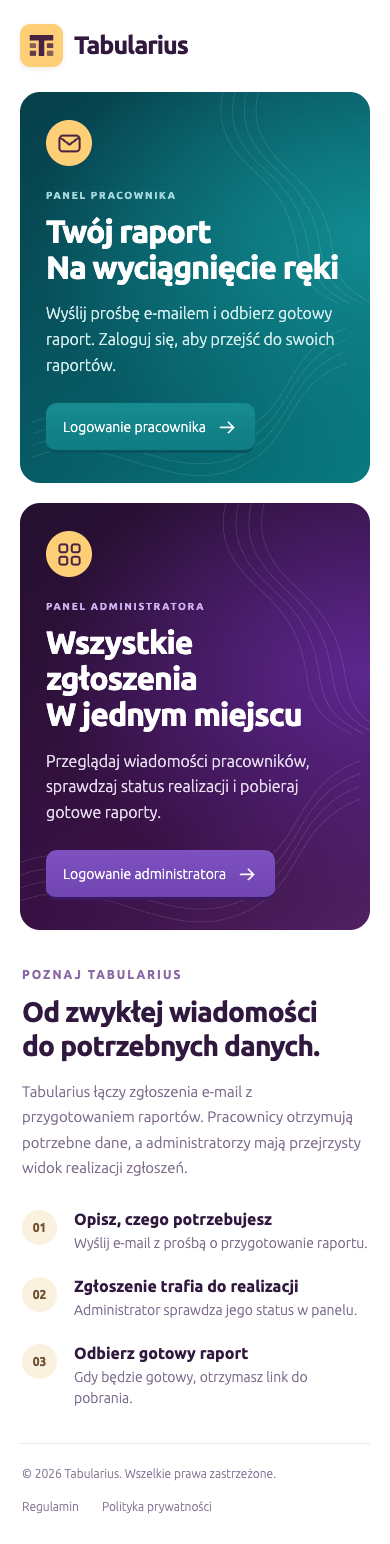 Tabularius
PANEL PRACOWNIKA
Twój raport
Na wyciągnięcie ręki
Wyślij prośbę e-mailem i odbierz gotowy
raport. Zaloguj się, aby przejść do swoich
raportów.
Logowanie pracownika
PANEL ADMINISTRATORA
Wszystkie
zgłoszenia
W jednym miejscu
Przeglądaj wiadomości pracowników,
sprawdzaj status realizacji i pobieraj
gotowe raporty.
Logowanie administratora
POZNAJ TABULARIUS
Od zwykłej wiadomości
do potrzebnych danych.
Tabularius łączy zgłoszenia e-mail z
przygotowaniem raportów. Pracownicy otrzymują
potrzebne dane, a administratorzy mają przejrzysty
widok realizacji zgłoszeń.
01
Opisz, czego potrzebujesz
Wyślij e-mail z prośbą o przygotowanie raportu.
02
Zgłoszenie trafia do realizacji
Administrator sprawdza jego status w panelu.
03
Odbierz gotowy raport
Gdy będzie gotowy, otrzymasz link do
pobrania.
© 2026 Tabularius. Wszelkie prawa zastrzeżone.
Regulamin Polityka prywatności